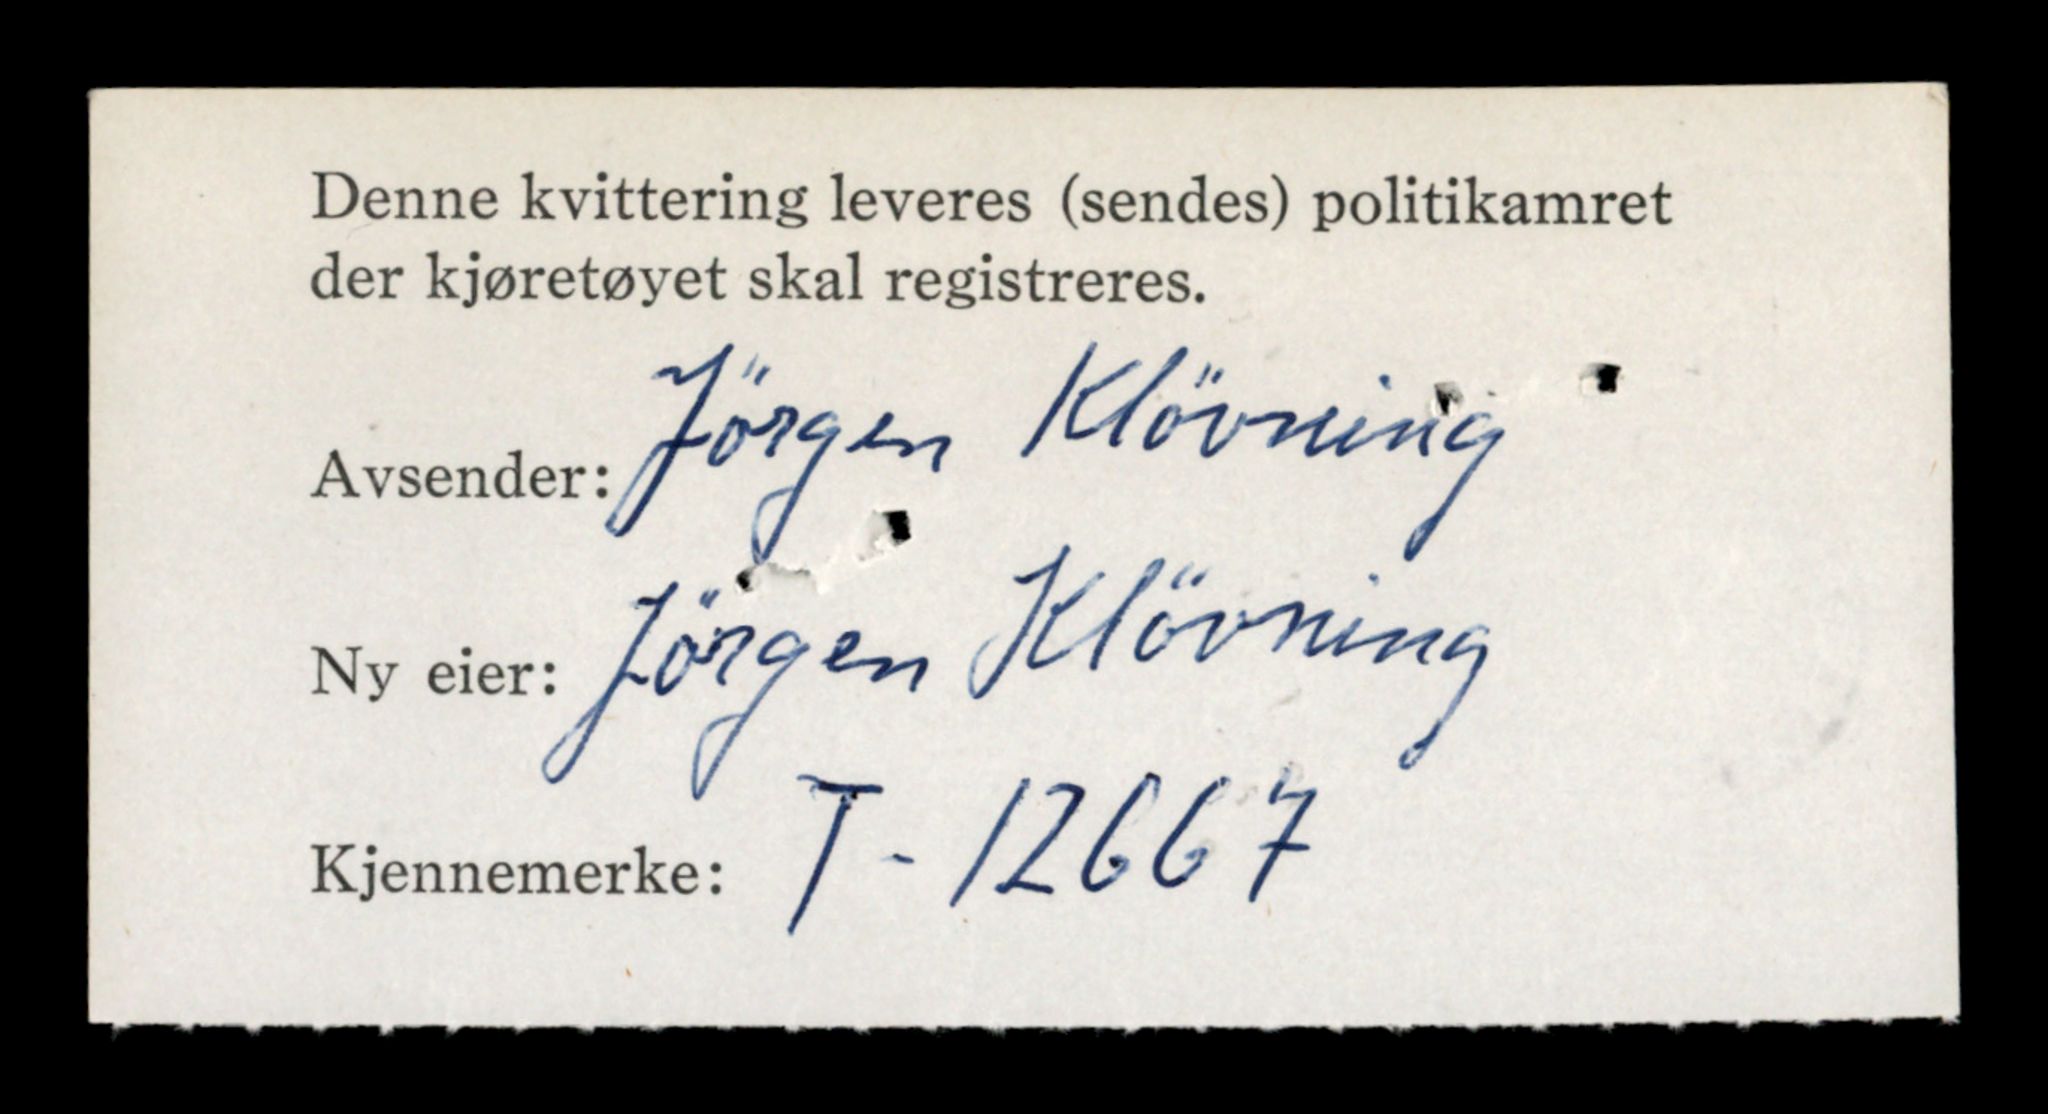 Denne kvittering leveres (sendes) politikamret
der kjøretøyet skal registreres.
Avsender: Jörgen Klövning
Ny eier: Jörgen Klövning
Kjennemerke: T - 12667